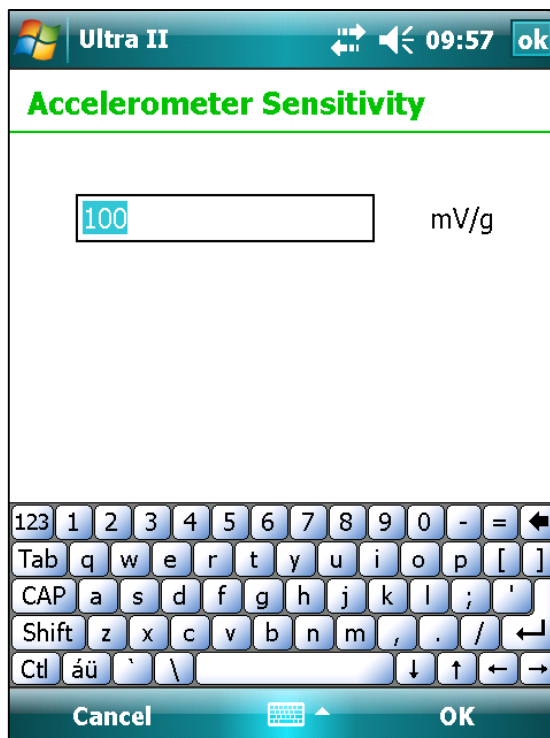 Ultra II 09:57 ok
Accelerometer Sensitivity
100 mV/g
123 1 2 3 4 5 6 7 8 9 0 - =
Tab q w e r t y u i o p [ ]
CAP a s d f g h j k l ; '
Shift z x c v b n m , . /
Ctl áü ` \
Cancel OK